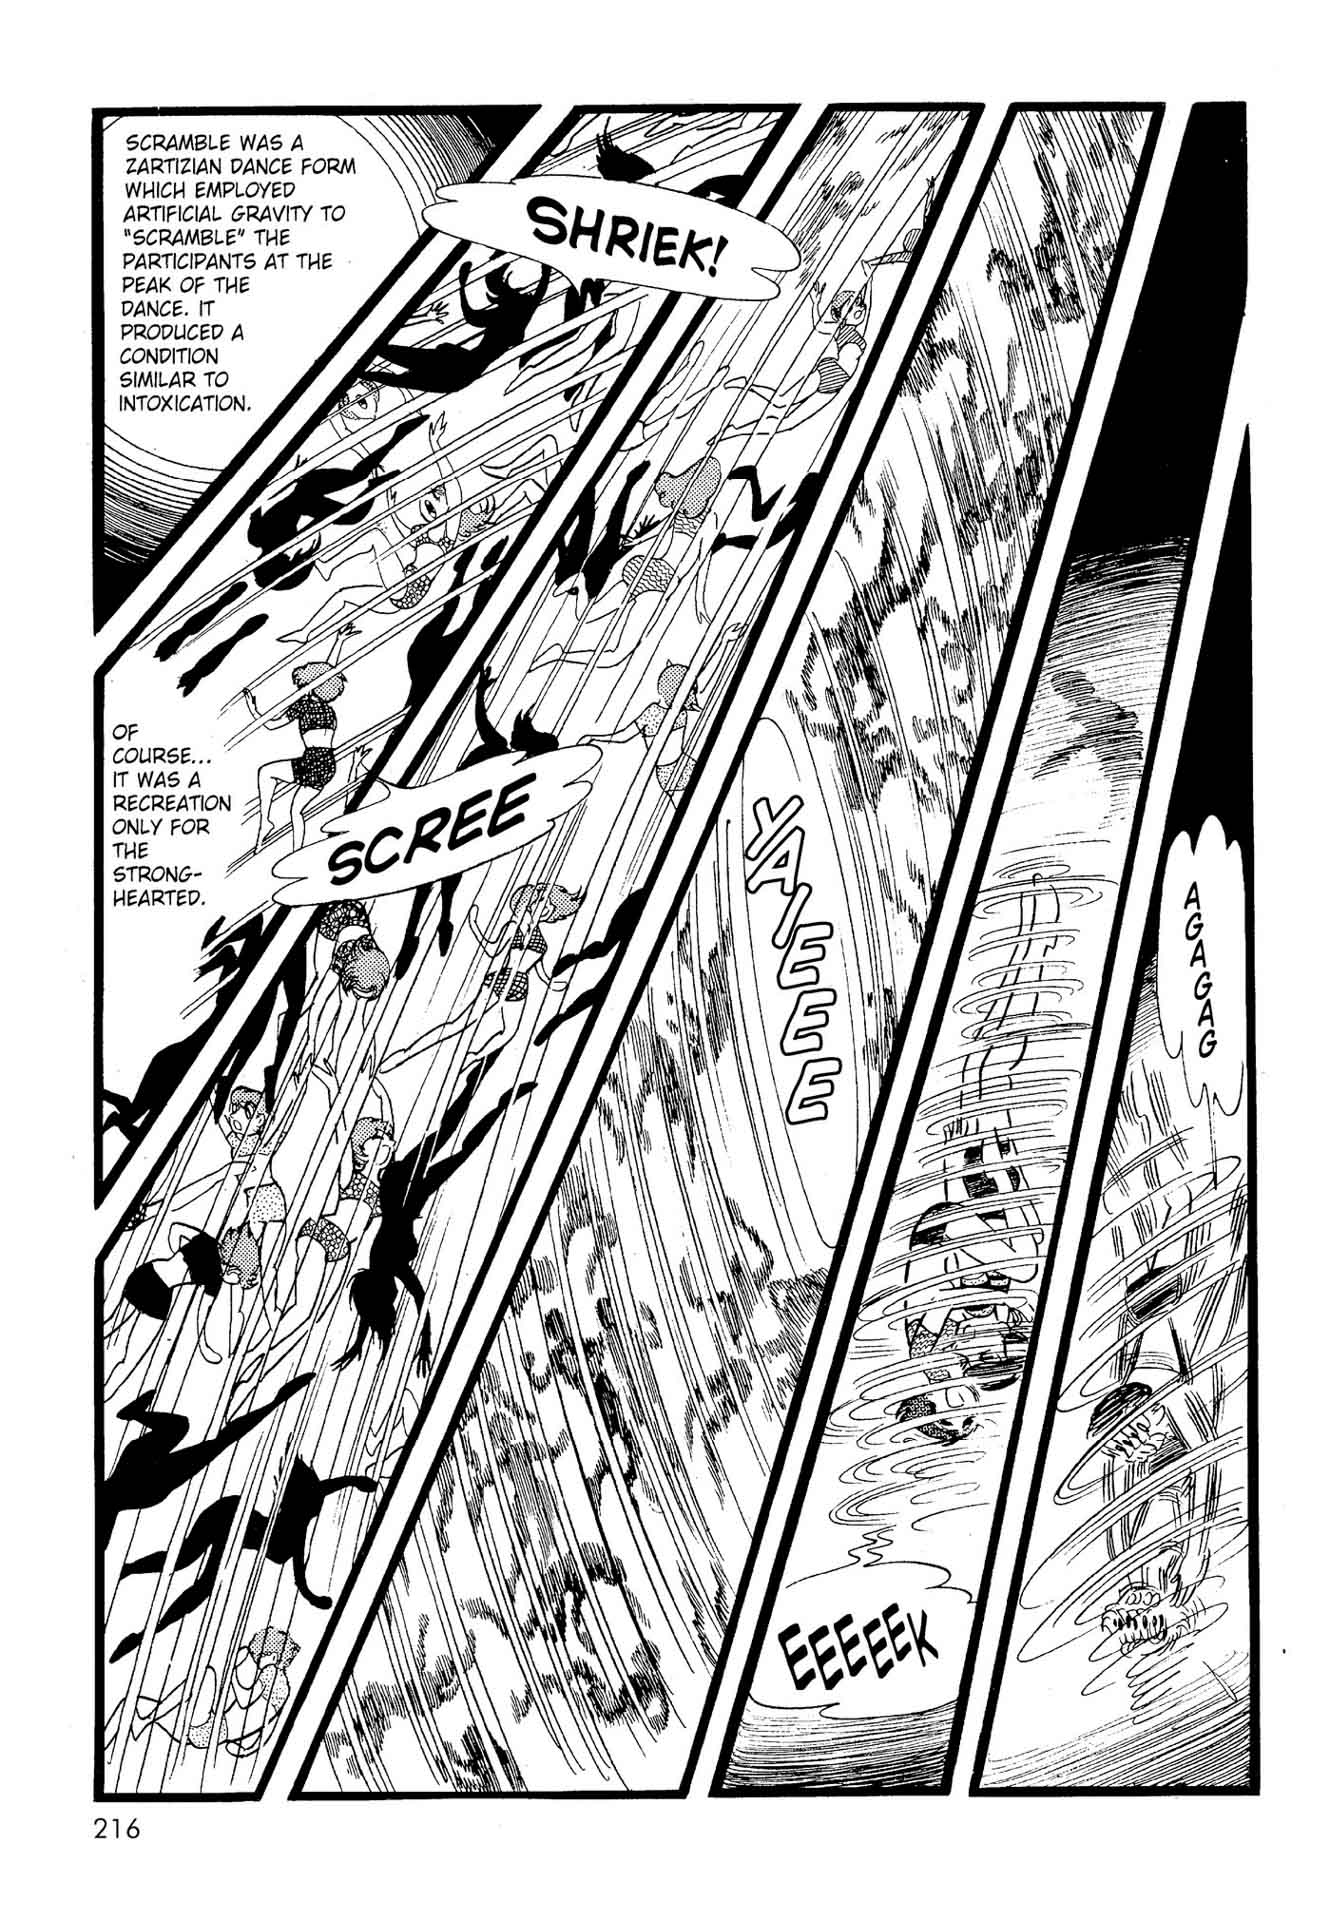 SCRAMBLE WAS A
ZARTIZIAN DANCE FORM
WHICH EMPLOYED
ARTIFICIAL GRAVITY TO
"SCRAMBLE" THE
PARTICIPANTS AT THE
PEAK OF THE
DANCE. IT
PRODUCED A
CONDITION
SIMILAR TO
INTOXICATION.
SHRIEK!
OF
COURSE...
IT WAS A
RECREATION
ONLY FOR
THE
STRONG-
HEARTED.
SCREE
YAIEEEE
EEEEEK
AGAGAGAG
216